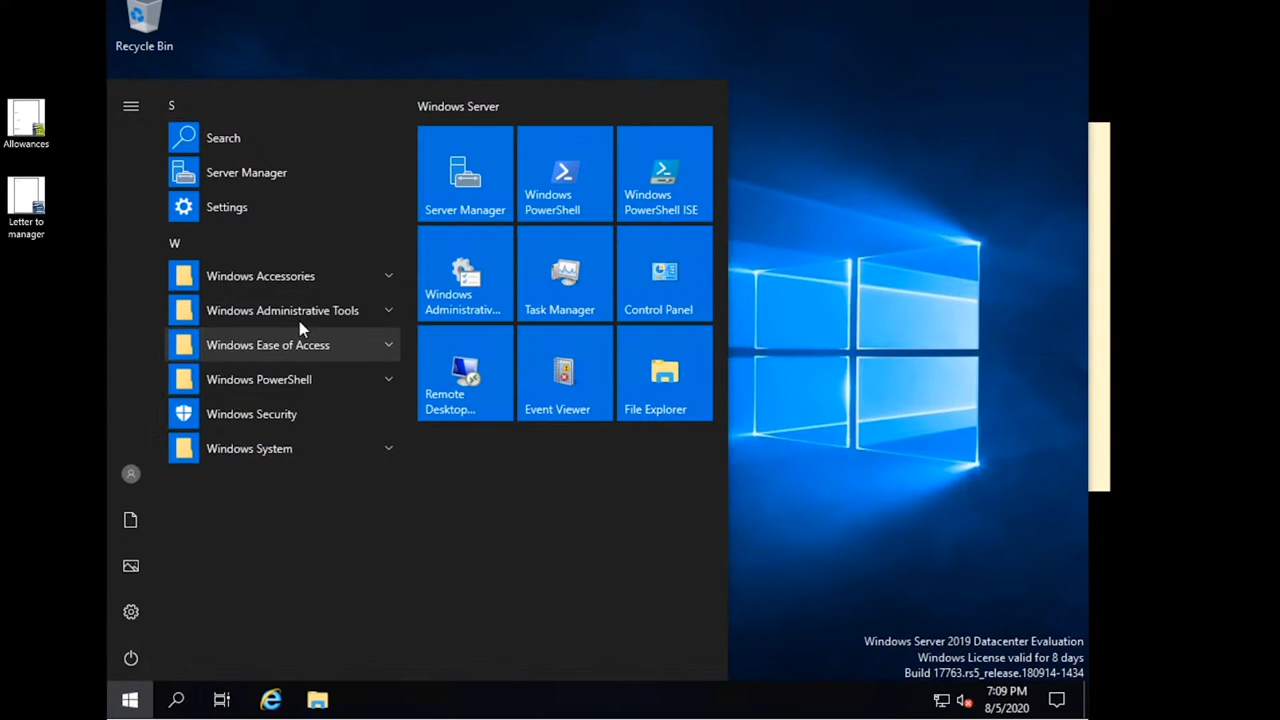 Recycle Bin
Allowances
Letter to
manager
S
Search
Server Manager
Settings
W
Windows Accessories
Windows Administrative Tools
Windows Ease of Access
Windows PowerShell
Windows Security
Windows System
Windows Server
Server Manager
Windows
PowerShell
Windows
PowerShell ISE
Windows
Administrativ...
Task Manager
Control Panel
Remote
Desktop...
Event Viewer
File Explorer
Windows Server 2019 Datacenter Evaluation
Windows License valid for 8 days
Build 17763.rs5_release.180914-1434
7:09 PM
8/5/2020